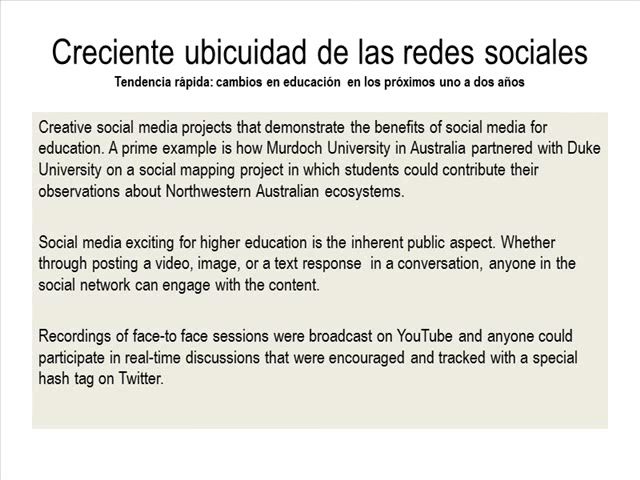 Creciente ubicuidad de las redes sociales
Tendencia rápida: cambios en educación en los próximos uno a dos años
Creative social media projects that demonstrate the benefits of social media for
education. A prime example is how Murdoch University in Australia partnered with Duke
University on a social mapping project in which students could contribute their
observations about Northwestern Australian ecosystems.
Social media exciting for higher education is the inherent public aspect. Whether
through posting a video, image, or a text response in a conversation, anyone in the
social network can engage with the content.
Recordings of face-to face sessions were broadcast on YouTube and anyone could
participate in real-time discussions that were encouraged and tracked with a special
hash tag on Twitter.